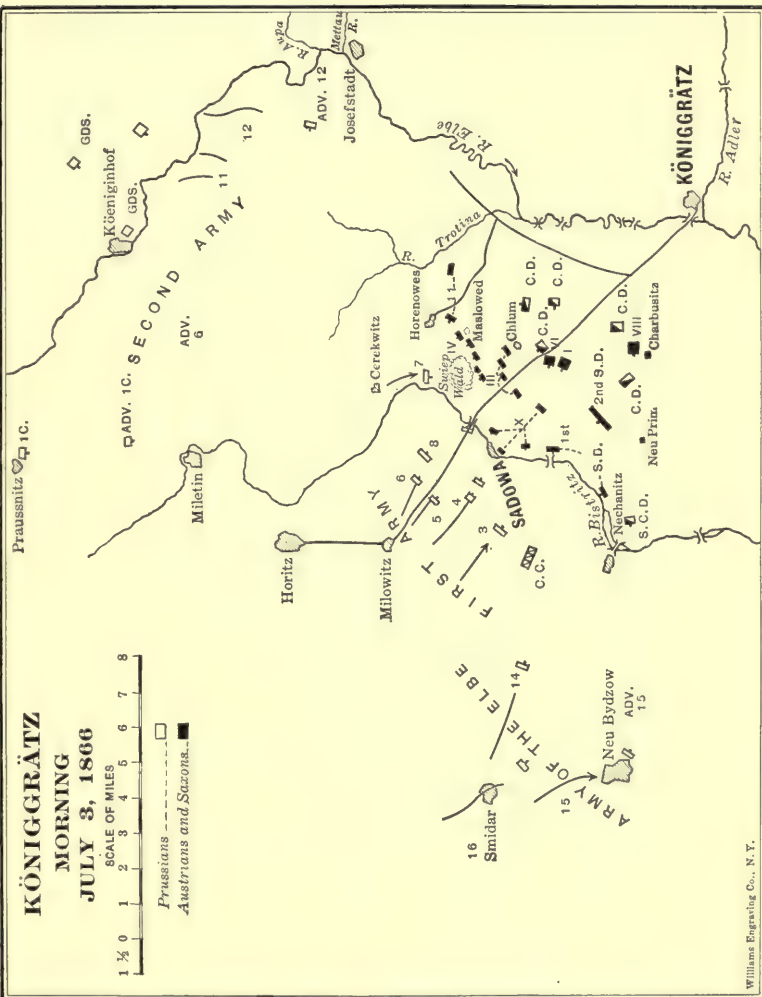 KÖNIGGRÄTZ
MORNING
JULY 3, 1866
SCALE OF MILES
1 ½ 0 1 2 3 4 5 6 7 8
Prussians
Austrians and Saxons
Praussnitz
1C.
ADV. 1C.
SECOND ARMY
ADV.
6
Köeniginhof
GDS.
GDS.
11
12
ADV. 12
R. Aupa
Mettau
R.
Josefstadt
R. Elbe
Miletin
Horitz
Milowitz
Cerekwitz
7
Horenowes
R.
Trotina
Swiep
Wald
IV
II
Maslowed
Chlum
III
C.D.
C.D.
C.D.
VI
I
KÖNIGGRÄTZ
R. Adler
FIRST ARMY
6
8
5
4
3
SADOWA
X
C.C.
1st
R. Bistritz
2nd S.D.
C.D.
VIII
Charbusitz
C.D.
Neu Prim
S.D.
Nechanitz
S.C.D.
ARMY OF THE ELBE
14
15
16
Smidar
Neu Bydzow
ADV.
15
Williams Engraving Co., N.Y.